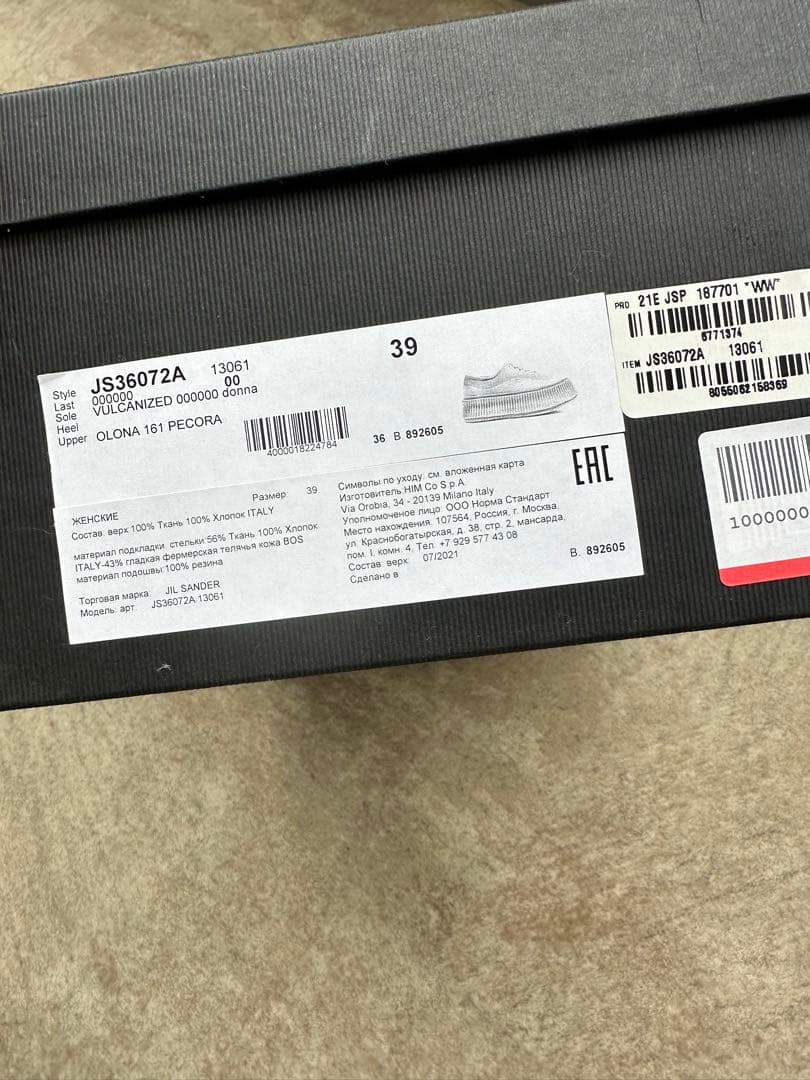 Style JS36072A 13061
Last 000000 00
Sole VULCANIZED 000000 donna
Heel
Upper OLONA 161 PECORA
4000018224784
39
36 B. 892605
PRD 21E JSP 187701 "WW"
6771374
ITEM JS36072A 13061
8056062158369
1000000
ЖЕНСКИЕ Размер: 39
Состав: верх 100% Ткань 100% Хлопок ITALY
материал подкладки стельки:56% Ткань 100% Хлопок
ITALY-43% гладкая фермерская телячья кожа BOS
материал подошвы:100% резина
Торговая марка: JIL SANDER
Модель: арт. JS36072A.13061
Символы по уходу: см. вложенная карта
Изготовитель:HIM Co S.p.A.
Via Orobia, 34 - 20139 Milano Italy
Уполномоченое лицо ООО Норма Стандарт
Место нахождения: 107564, Россия, г. Москва,
ул. Краснобогатырская, д. 38, стр. 2, мансарда,
пом. I. комн. 4. Тел. +7 929 577 43 08
Состав: верх: 07/2021
Сделано в
EAC
B. 892605